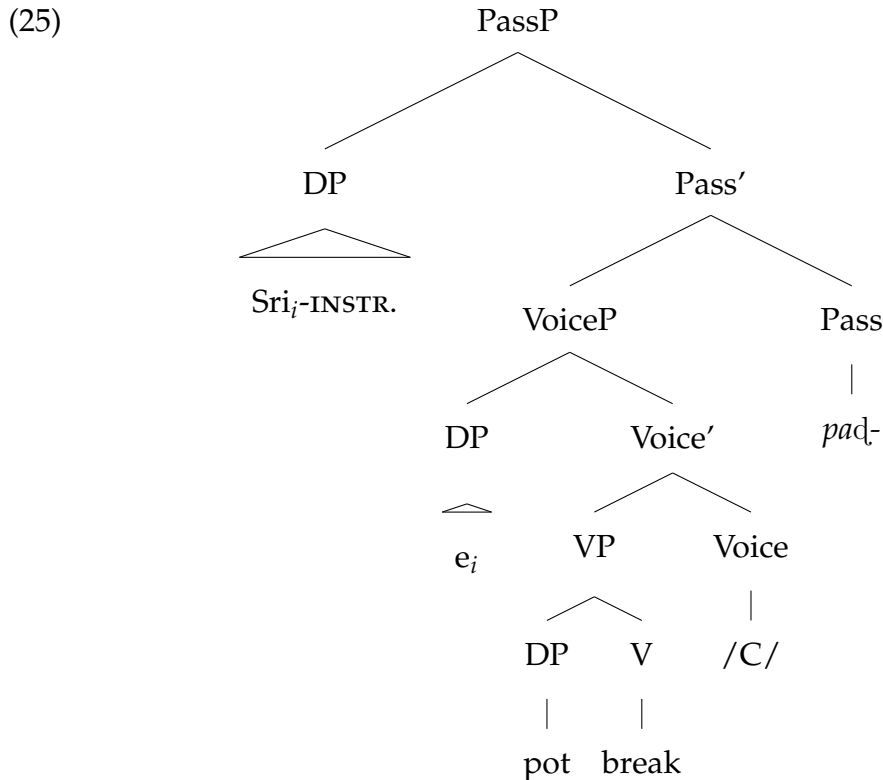 (25)
PassP
DP Pass’
Sriᵢ-INSTR. VoiceP Pass
DP Voice’ paḍ-
eᵢ VP Voice
DP V /C/
pot break